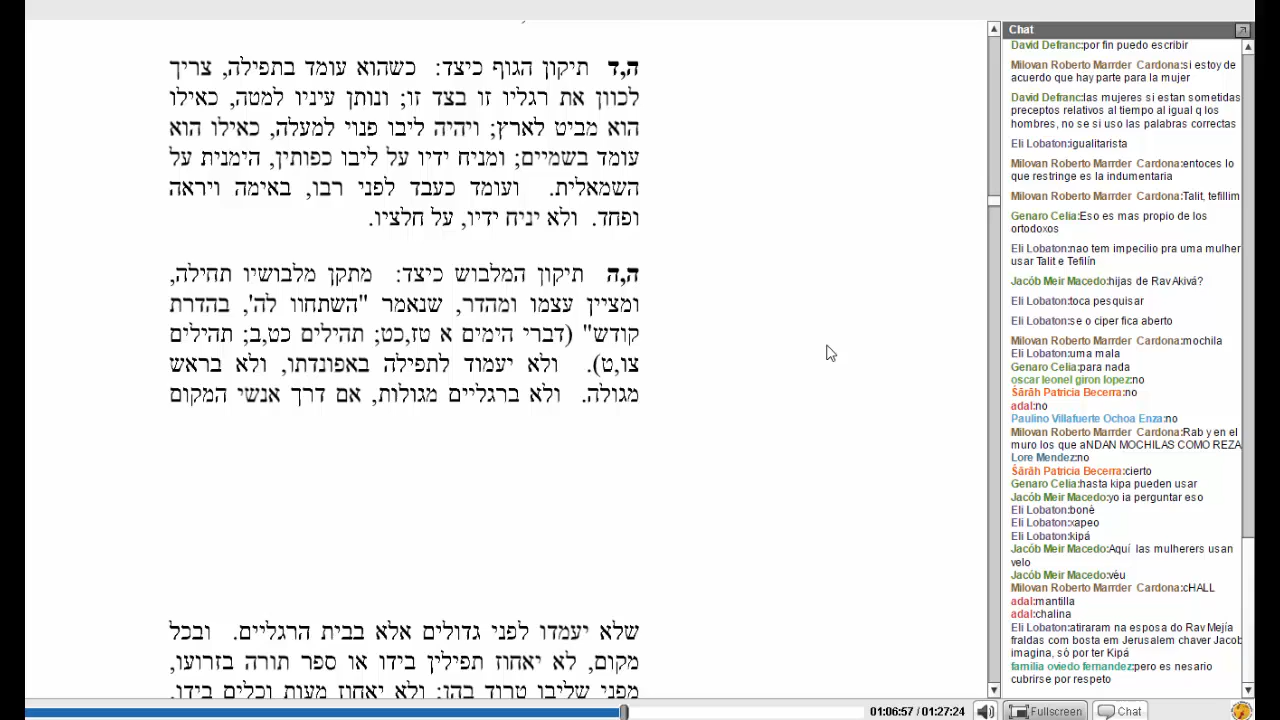 ה,ד תיקון הגוף כיצד: כשהוא עומד בתפילה, צריך
לכוון את רגליו זו בצד זו; ונותן עיניו למטה, כאילו
הוא מביט לארץ; ויהיה ליבו פנוי למעלה, כאילו הוא
עומד בשמיים; ומניח ידיו על ליבו כפותין, הימנית על
השמאלית. ועומד כעבד לפני רבו, באימה ויראה
ופחד. ולא יניח ידיו, על חלציו.
ה,ה תיקון המלבוש כיצד: מתקן מלבושיו תחילה,
ומציין עצמו ומהדר, שנאמר "השתחוו לה', בהדרת
קודש" (דברי הימים א טז,כט; תהילים כט,ב; תהילים
צו,ט). ולא יעמוד לתפילה באפונדתו, ולא בראש
מגולה. ולא ברגליים מגולות, אם דרך אנשי המקום
שלא יעמדו לפני גדולים אלא בבית הרגליים. ובכל
מקום, לא יאחוז תפילין בידו או ספר תורה בזרועו,
מפני שליבו טרוד בהן; ולא יאחוז מעות וכלים בידו.
Chat
David Defranc:por fin puedo escribir
Milovan Roberto Marrder Cardona:si estoy de
acuerdo que hay parte para la mujer
David Defranc:las mujeres si estan sometidas
preceptos relativos al tiempo al igual q los
hombres, no se si uso las palabras correctas
Eli Lobaton:igualitarista
Milovan Roberto Marrder Cardona:entoces lo
que restringe es la indumentaria
Milovan Roberto Marrder Cardona:Talit, tefillim
Genaro Celia:Eso es mas propio de los
ortodoxos
Eli Lobaton:nao tem impecilio pra uma mulher
usar Talit e Tefilín
Jacób Meir Macedo:hijas de RavAkivá?
Eli Lobaton:toca pesquisar
Eli Lobaton:se o ciper fica aberto
Milovan Roberto Marrder Cardona:mochila
Eli Lobaton:uma mala
Genaro Celia:para nada
oscar leonel giron lopez:no
Śārāh Patricia Becerra:no
adal:no
Paulino Villafuerte Ochoa Enza:no
Milovan Roberto Marrder Cardona:Rab y en el
muro los que aNDAN MOCHILAS COMO REZA
Lore Mendez:no
Śārāh Patricia Becerra:cierto
Genaro Celia:hasta kipa pueden usar
Jacób Meir Macedo:yo ia perguntar eso
Eli Lobaton:boné
Eli Lobaton:xapeo
Eli Lobaton:kipá
Jacób Meir Macedo:Aquí las mulherers usan
velo
Jacób Meir Macedo:véu
Milovan Roberto Marrder Cardona:cHALL
adal:mantilla
adal:chalina
Eli Lobaton:atiraram na esposa do Rav Mejía
fraldas com bosta em Jerusalem chaver Jacob
imagina, só por ter Kipá
familia oviedo fernandez:pero es nesario
cubrirse por respeto
01:06:57 / 01:27:24
Fullscreen
Chat